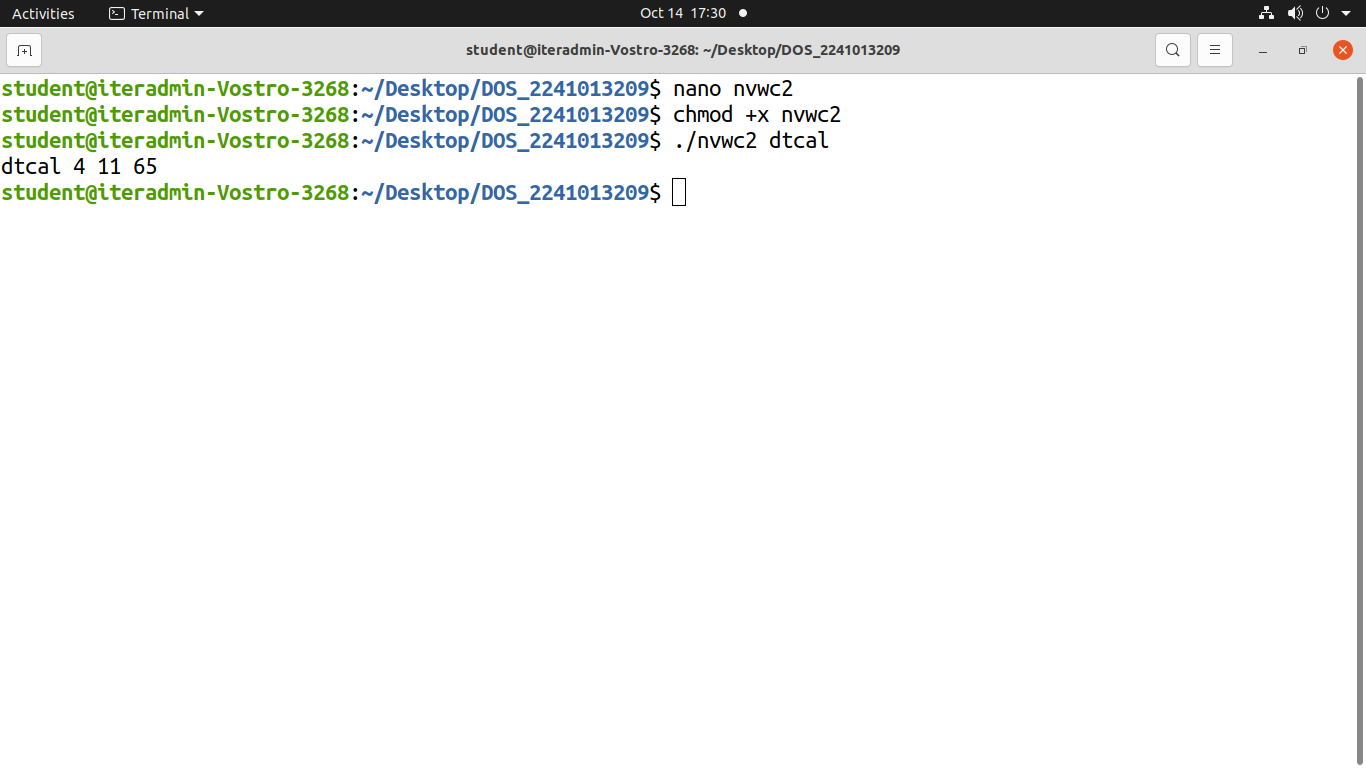 Activities Terminal Oct 14 17:30
student@iteradmin-Vostro-3268: ~/Desktop/DOS_2241013209
student@iteradmin-Vostro-3268:~/Desktop/DOS_2241013209$ nano nvwc2
student@iteradmin-Vostro-3268:~/Desktop/DOS_2241013209$ chmod +x nvwc2
student@iteradmin-Vostro-3268:~/Desktop/DOS_2241013209$ ./nvwc2 dtcal
dtcal 4 11 65
student@iteradmin-Vostro-3268:~/Desktop/DOS_2241013209$